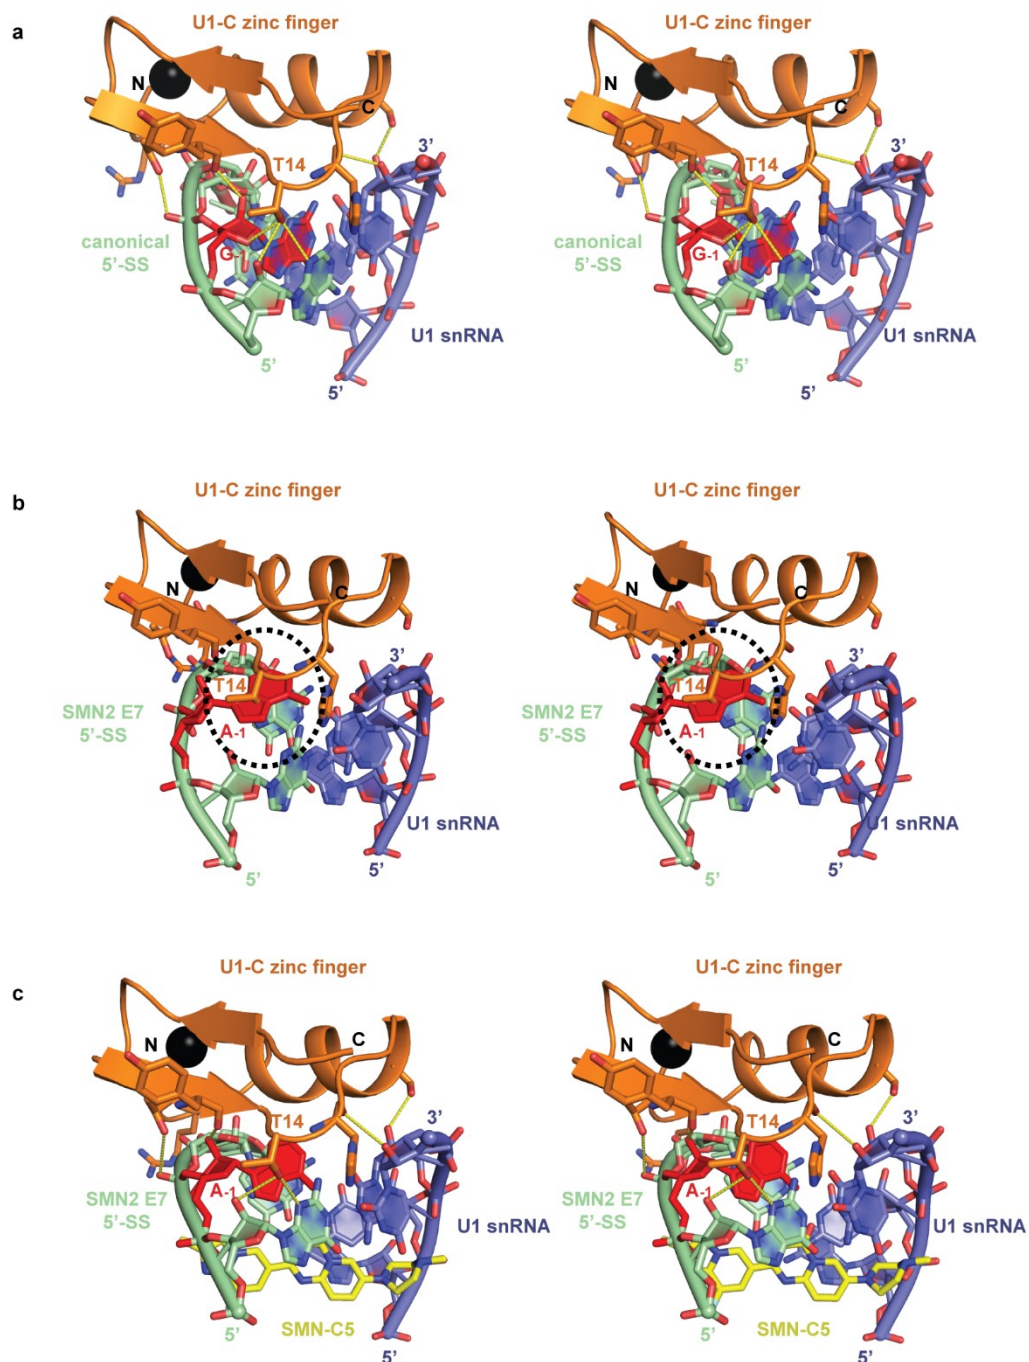 a
U1-C zinc finger
U1-C zinc finger
N
C
N
C
T14
3’
T14
3’
canonical
5’-SS
G-1
canonical
5’-SS
G-1
U1 snRNA
U1 snRNA
5’
5’
5’
5’
b
U1-C zinc finger
U1-C zinc finger
N
C
N
C
3’
3’
T14
T14
SMN2 E7
5’-SS
A-1
SMN2 E7
5’-SS
A-1
U1 snRNA
U1 snRNA
5’
5’
5’
5’
c
U1-C zinc finger
U1-C zinc finger
N
C
N
C
T14
3’
T14
3’
SMN2 E7
5’-SS
A-1
SMN2 E7
5’-SS
A-1
U1 snRNA
U1 snRNA
5’
SMN-C5
5’
5’
SMN-C5
5’